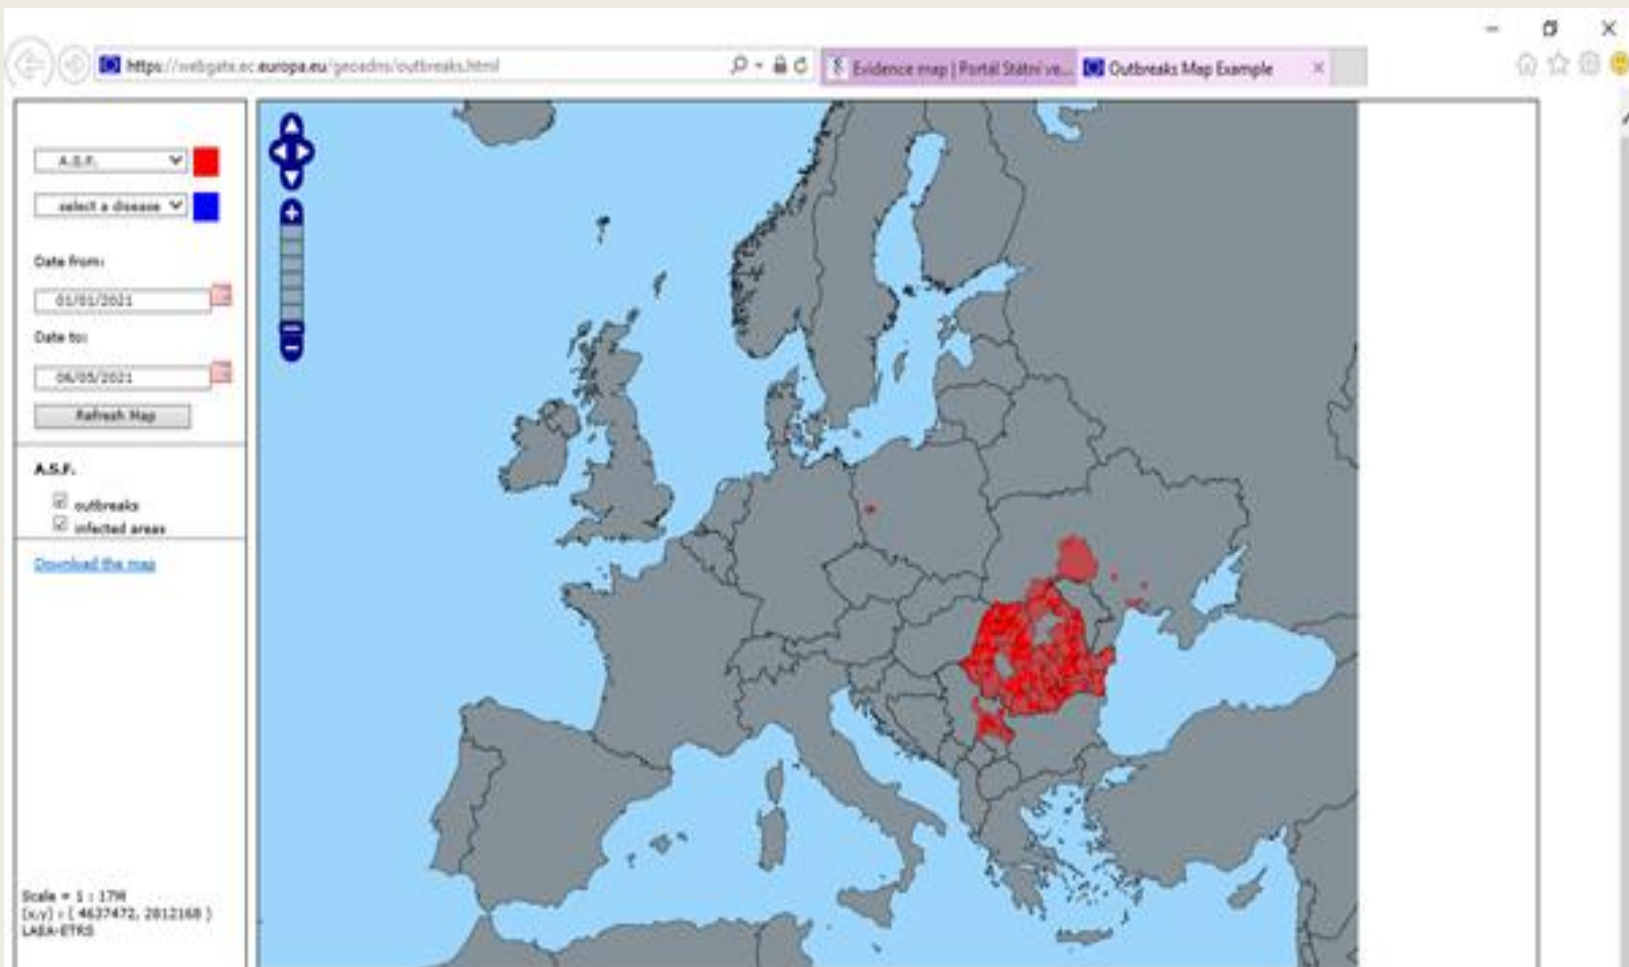 https://webgate.ec.europa.eu/geoadns/outbreaks.html
Evidence map | Portál Státní ve...
Outbreaks Map Example
A.S.F.
select a disease
Date from:
01/01/2021
Date to:
06/05/2021
Refresh Map
A.S.F.
outbreaks
infected areas
Download the map
Scale = 1 : 17M
(x,y) : ( 4637472, 2812168 )
LAEA-ETRS